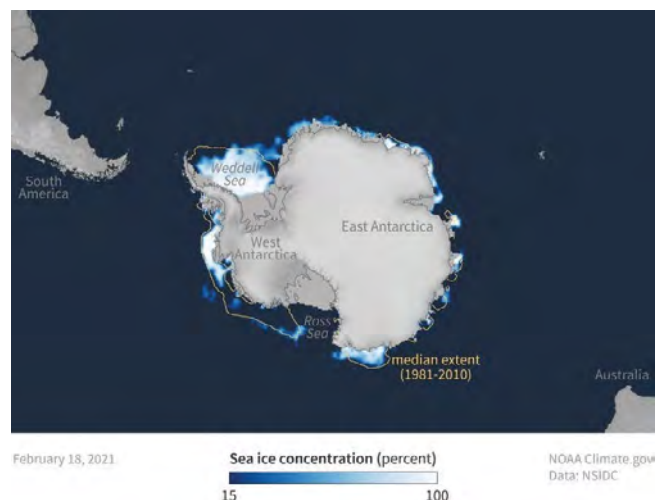 Weddell
Sea
South
America
East Antarctica
West
Antarctica
Ross
Sea
median extent
(1981-2010)
Australia
February 18, 2021
Sea ice concentration (percent)
15
100
NOAA Climate.gov
Data: NSIDC